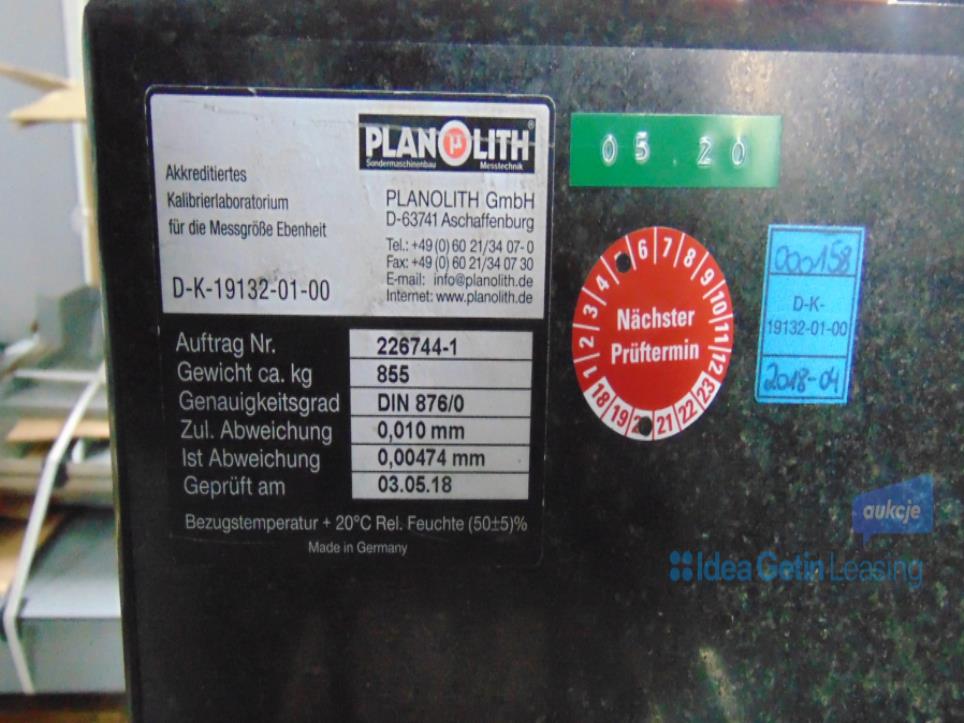 PLANOLITH®
Sondermaschinenbau Messtechnik
Akkreditiertes
Kalibrierlaboratorium
für die Messgröße Ebenheit
D-K-19132-01-00
PLANOLITH GmbH
D-63741 Aschaffenburg
Tel.: +49 (0) 60 21/34 07- 0
Fax: +49 (0) 60 21/34 07 30
E-mail: info@planolith.de
Internet: www.planolith.de
Auftrag Nr. 226744-1
Gewicht ca. kg 855
Genauigkeitsgrad DIN 876/0
Zul. Abweichung 0,010 mm
Ist Abweichung 0,00474 mm
Geprüft am 03.05.18
Bezugstemperatur + 20°C Rel. Feuchte (50±5)%
Made in Germany
05.20
1 2 3 4 5 6 7 8 9 10 11 12
Nächster
Prüftermin
18 19 20 21 22 23
000158
D-K-
19132-01-00
2018-04
aukcje
Idea Getin Leasing